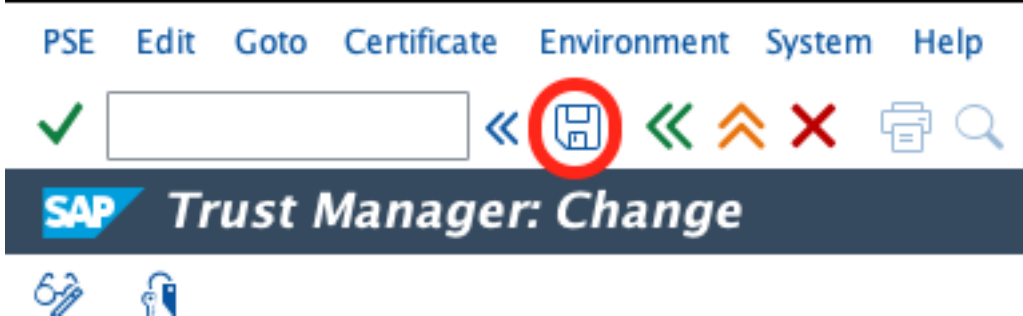 PSE Edit Goto Certificate Environment System Help
SAP Trust Manager: Change